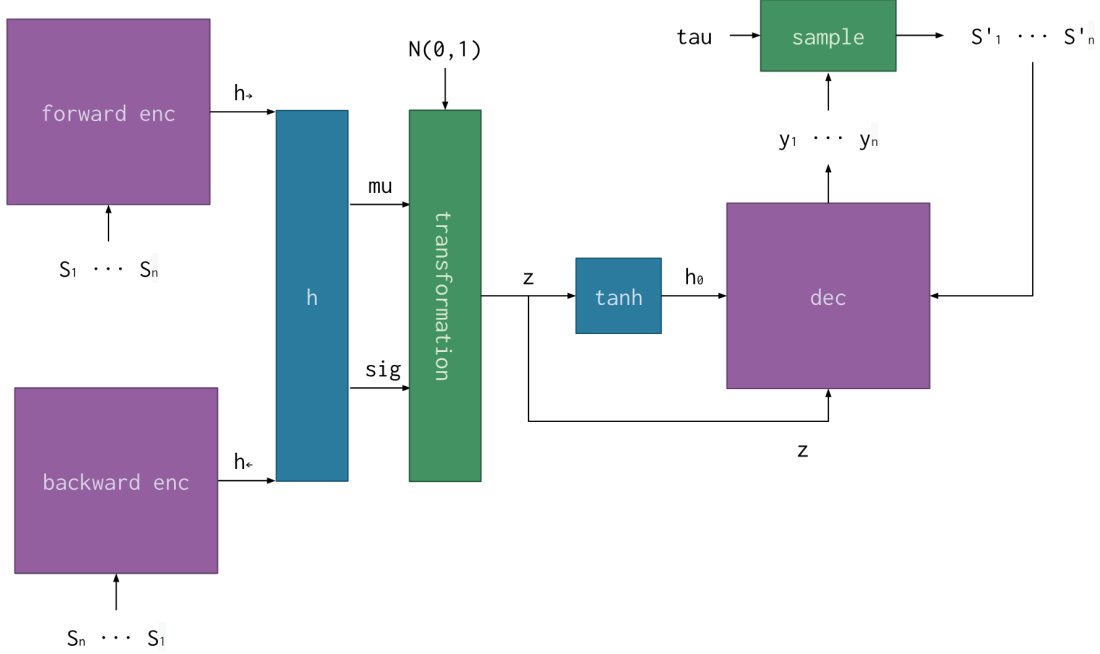 forward enc
S₁ ··· Sₙ
h→
backward enc
Sₙ ··· S₁
h←
h
mu
sig
N(0,1)
transformation
z
tanh
h₀
z
dec
y₁ ··· yₙ
tau
sample
S'₁ ··· S'ₙ